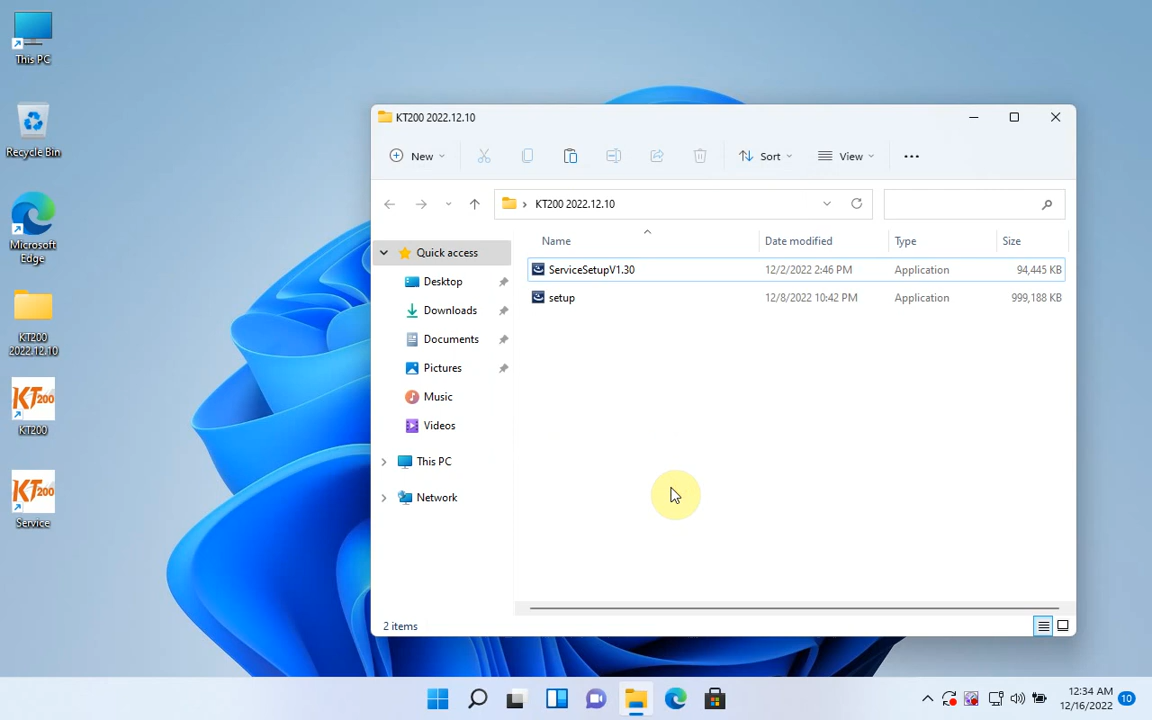 This PC
Recycle Bin
Microsoft
Edge
KT200
2022.12.10
KT200
KT200
KT200
Service
KT200 2022.12.10
New
Sort
View
KT200 2022.12.10
Name
Date modified
Type
Size
Quick access
Desktop
Downloads
Documents
Pictures
Music
Videos
This PC
Network
ServiceSetupV1.30 12/2/2022 2:46 PM Application 94,445 KB
setup 12/8/2022 10:42 PM Application 999,188 KB
2 items
12:34 AM
12/16/2022
10